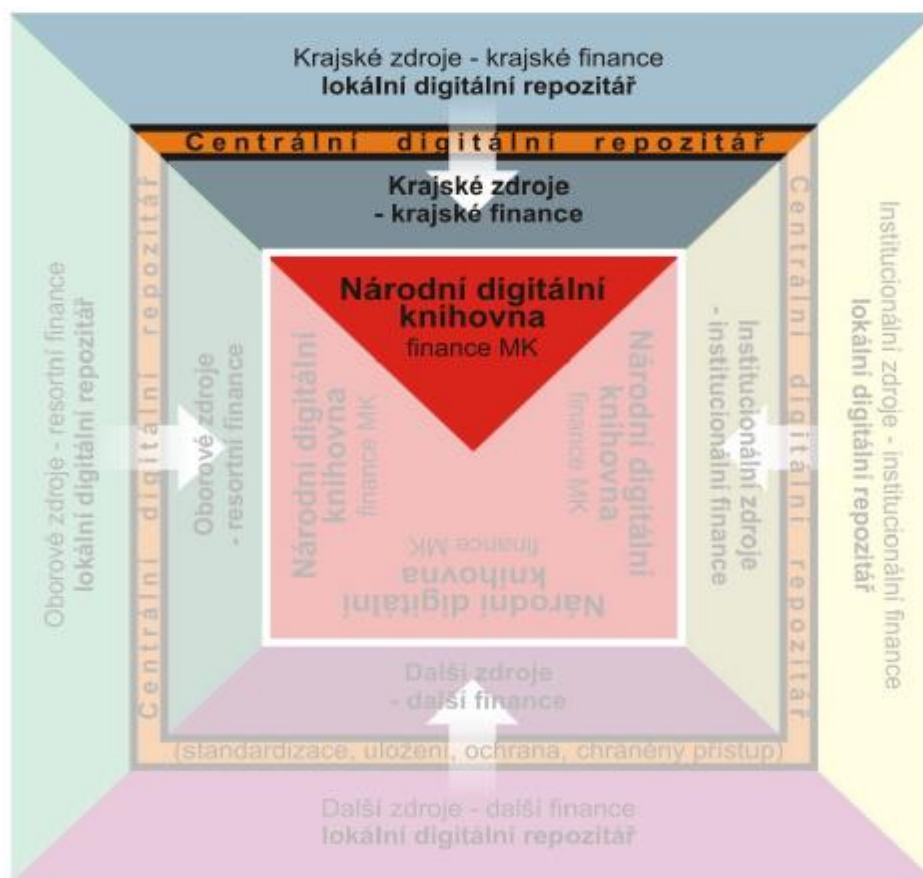 Krajské zdroje - krajské finance
lokální digitální repozitář
Centrální digitální repozitář
Krajské zdroje
- krajské finance
Národní digitální
knihovna
finance MK
Oborové zdroje - resortní finance
lokální digitální repozitář
Centrální digitální repozitář
Oborové zdroje
- resortní finance
Národní digitální
knihovna
finance MK
Národní digitální
knihovna
finance MK
Institucionální zdroje
- institucionální finance
Centrální digitální repozitář
Institucionální zdroje - institucionální finance
lokální digitální repozitář
Národní digitální
knihovna
finance MK
Další zdroje
- další finance
(standardizace, uložení, ochrana, chráněny přístup)
Další zdroje - další finance
lokální digitální repozitář